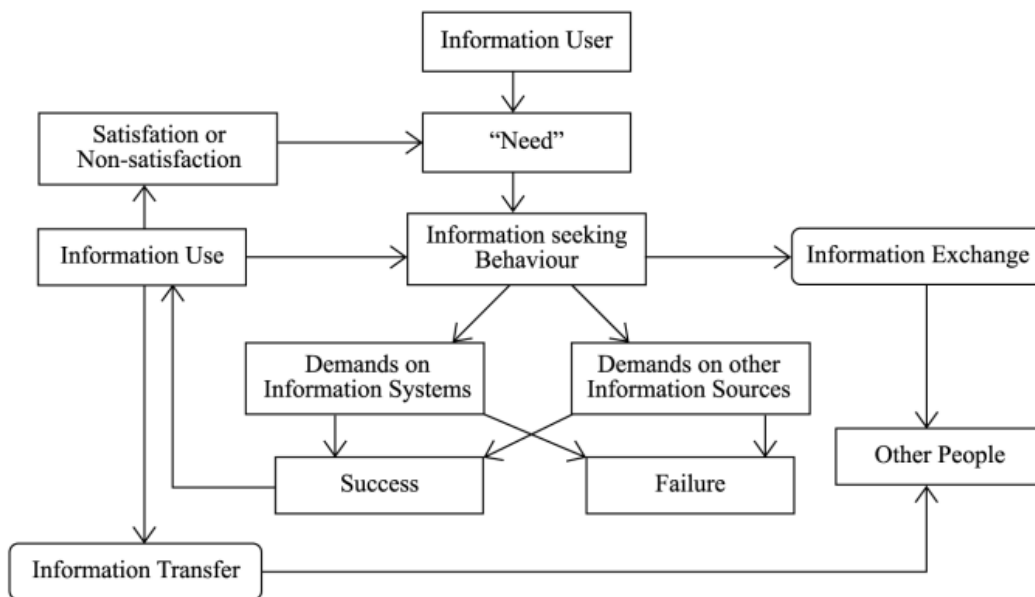 Information User
Satisfation or
Non-satisfaction
“Need”
Information Use
Information seeking
Behaviour
Information Exchange
Demands on
Information Systems
Demands on other
Information Sources
Success
Failure
Other People
Information Transfer